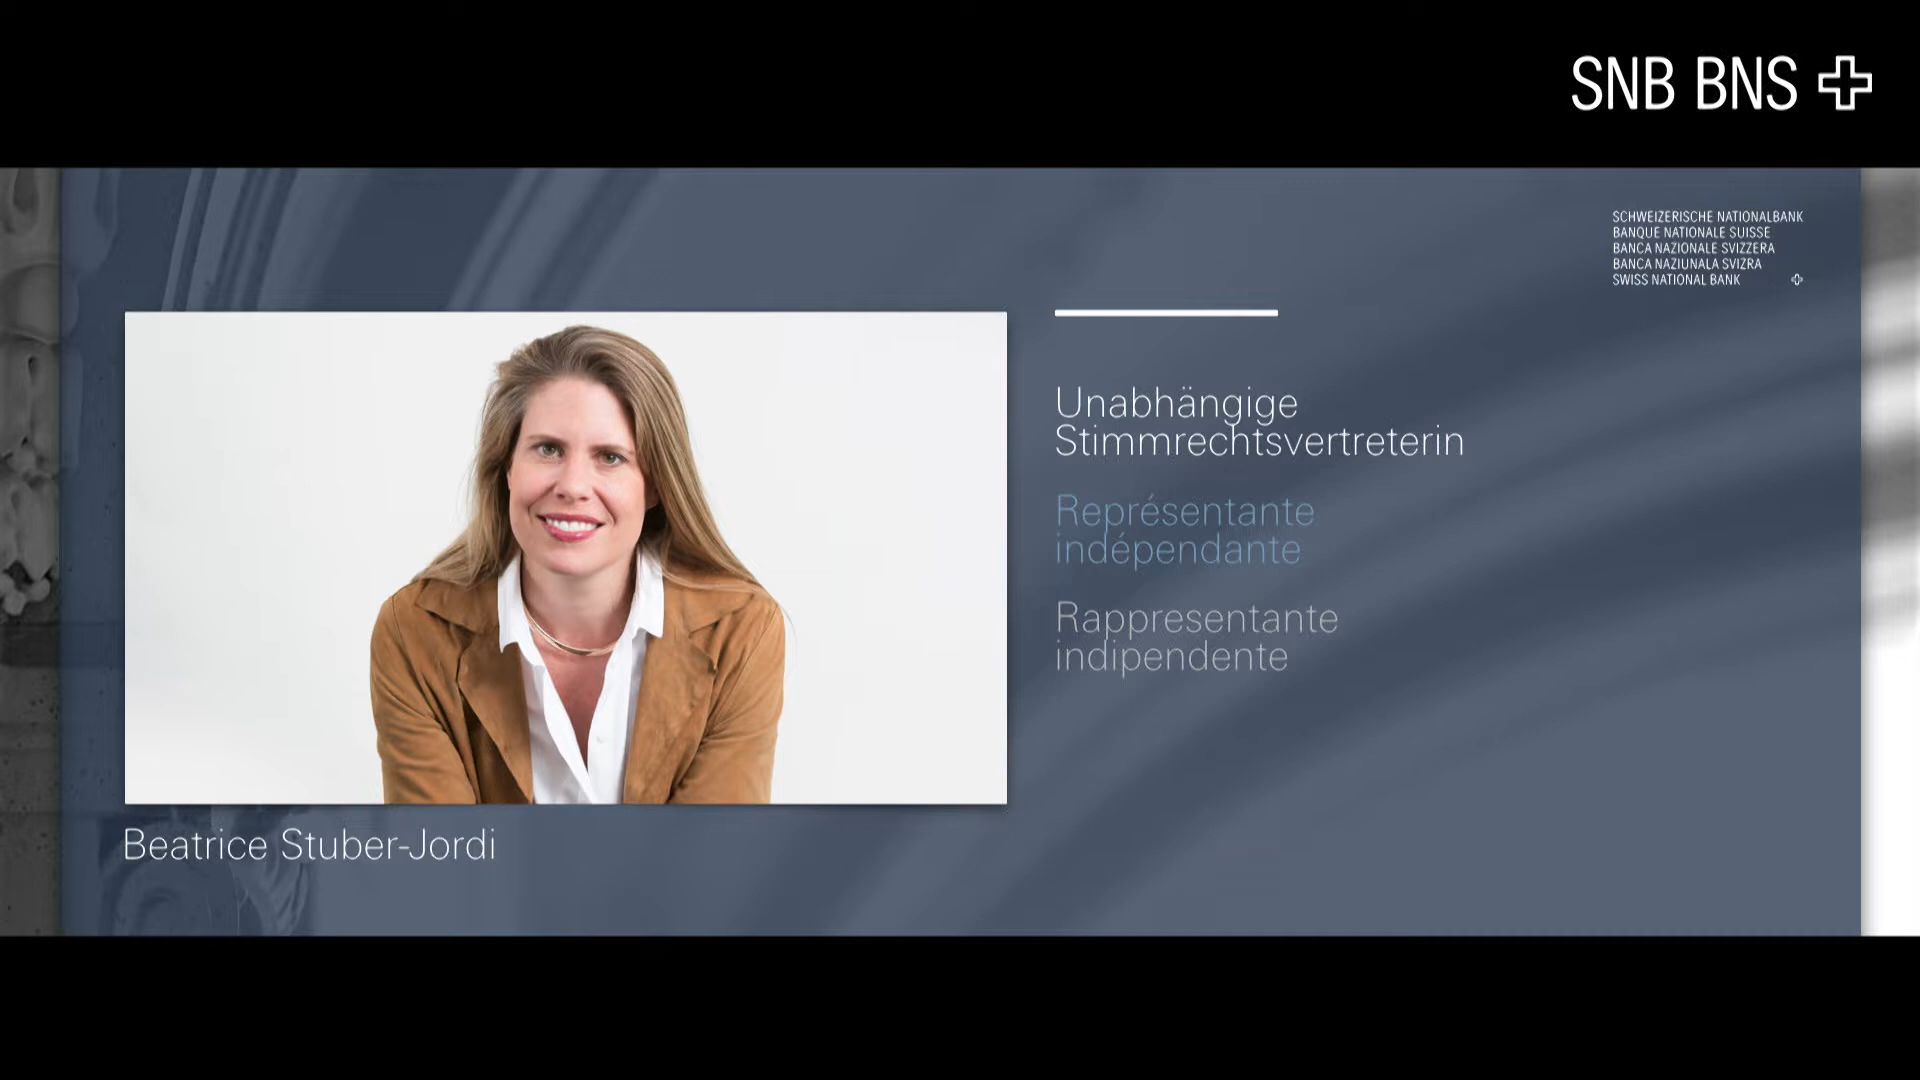 SNB BNS
SCHWEIZERISCHE NATIONALBANK
BANQUE NATIONALE SUISSE
BANCA NAZIONALE SVIZZERA
BANCA NAZIUNALA SVIZRA
SWISS NATIONAL BANK
Unabhängige
Stimmrechtsvertreterin
Représentante
indépendante
Rappresentante
indipendente
Beatrice Stuber-Jordi